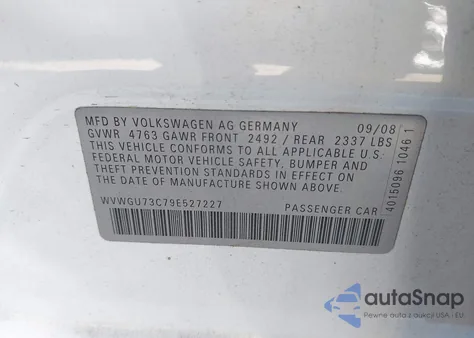 MFD BY VOLKSWAGEN AG GERMANY 09/08
GVWR 4763 GAWR FRONT 2492 / REAR 2337 LBS
THIS VEHICLE CONFORMS TO ALL APPLICABLE U.S.
FEDERAL MOTOR VEHICLE SAFETY, BUMPER AND
THEFT PREVENTION STANDARDS IN EFFECT ON THE
DATE OF MANUFACTURE SHOWN ABOVE.
WVWGU73C79E527227 PASSENGER CAR
4015096 1046 1
autoSnap
Pewne auta z USA i EU